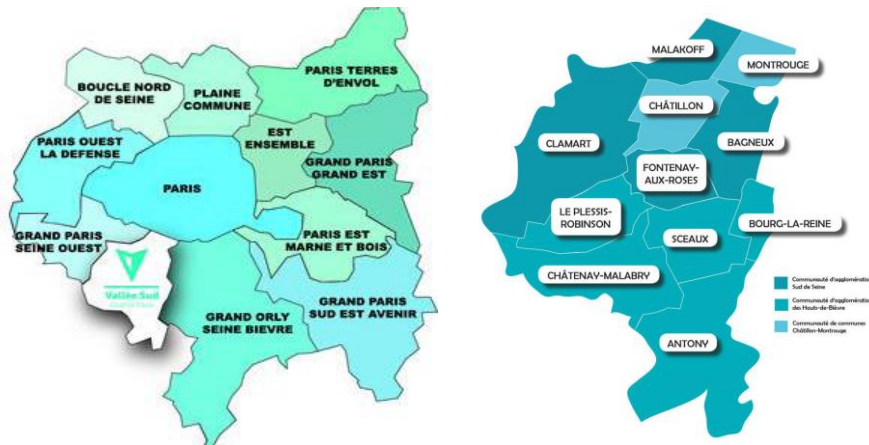 BOUCLE NORD
DE SEINE
PLAINE
COMMUNE
PARIS TERRES
D'ENVOL
PARIS OUEST
LA DEFENSE
EST
ENSEMBLE
GRAND PARIS
GRAND EST
PARIS
GRAND PARIS
SEINE OUEST
PARIS EST
MARNE ET BOIS
Vallée Sud
GRAND ORLY
SEINE BIEVRE
GRAND PARIS
SUD EST AVENIR
MALAKOFF
MONTROUGE
CHÂTILLON
CLAMART
BAGNEUX
FONTENAY-
AUX-ROSES
LE PLESSIS-
ROBINSON
SCEAUX
BOURG-LA-REINE
CHÂTENAY-MALABRY
ANTONY
Communauté d'agglomération
Sud de Seine
Communauté d'agglomération
des Hauts-de-Bièvre
Communauté de communes
Châtillon-Montrouge